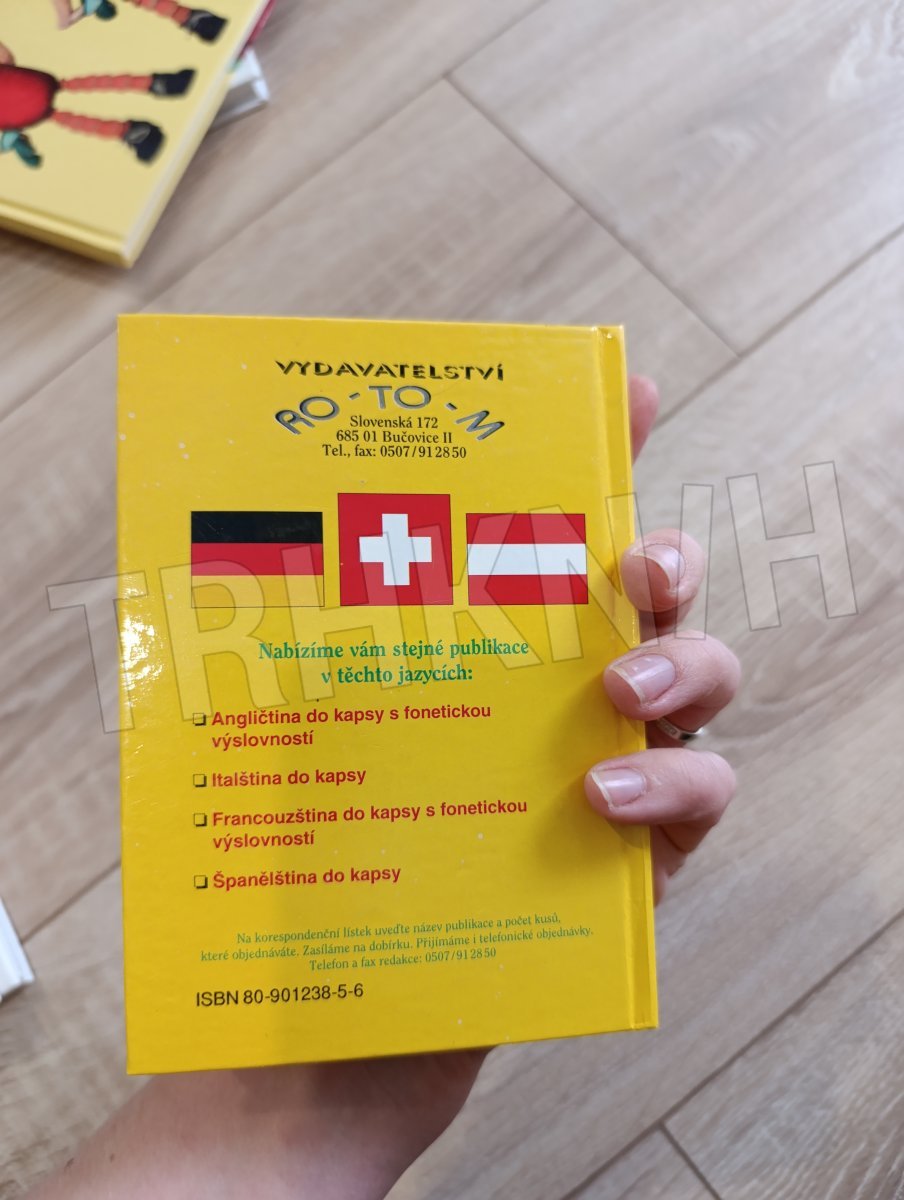 VYDAVATELSTVÍ
RO - TO - M
Slovenská 172
685 01 Bučovice II
Tel., fax: 0507/912850
TRHKNIH
Nabízíme vám stejné publikace
v těchto jazycích:
❏ Angličtina do kapsy s fonetickou
výslovností
❏ Italština do kapsy
❏ Francouzština do kapsy s fonetickou
výslovností
❏ Španělština do kapsy
Na korespondenční lístek uveďte název publikace a počet kusů,
které objednáváte. Zasíláme na dobírku. Přijímáme i telefonické objednávky.
Telefon a fax redakce: 0507/912850
ISBN 80-901238-5-6